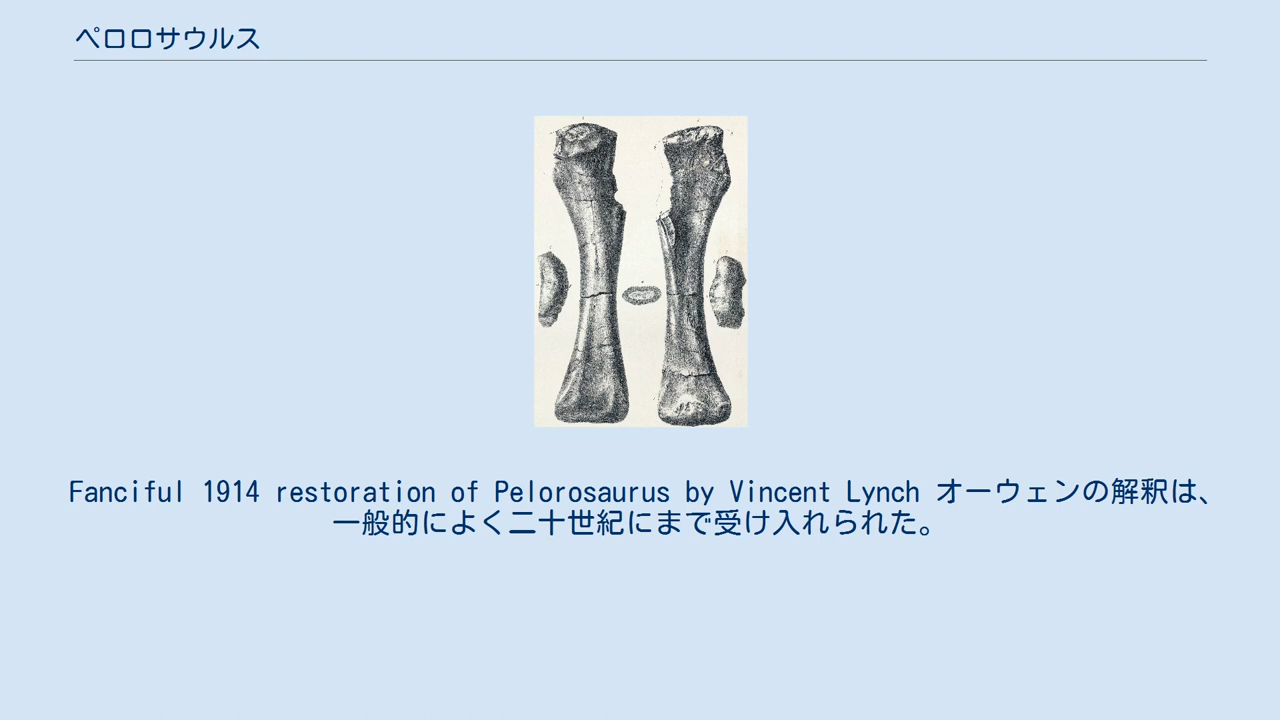 ペロロサウルス
Fanciful 1914 restoration of Pelorosaurus by Vincent Lynch オーウェンの解釈は、
一般的によく二十世紀にまで受け入れられた。